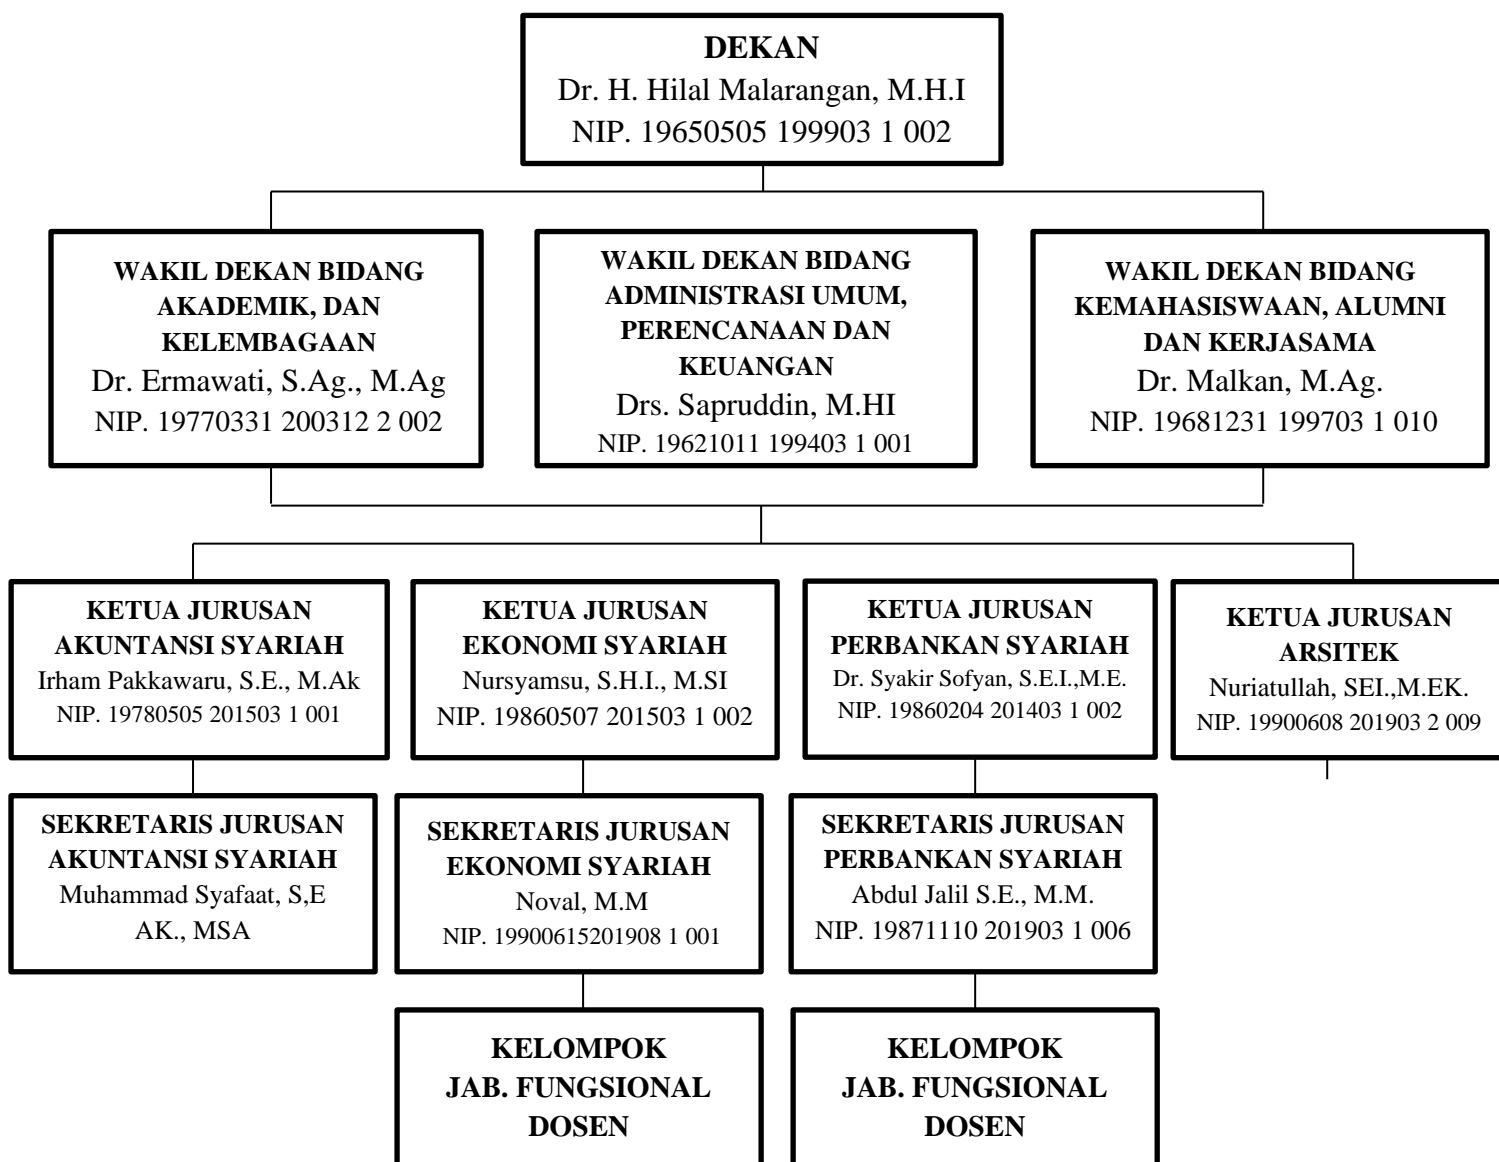 DEKAN
Dr. H. Hilal Malarangan, M.H.I
NIP. 19650505 199903 1 002
WAKIL DEKAN BIDANG
AKADEMIK, DAN
KELEMBAGAAN
Dr. Ermawati, S.Ag., M.Ag
NIP. 19770331 200312 2 002
WAKIL DEKAN BIDANG
ADMINISTRASI UMUM,
PERENCANAAN DAN
KEUANGAN
Drs. Sapruddin, M.HI
NIP. 19621011 199403 1 001
WAKIL DEKAN BIDANG
KEMAHASISWAAN, ALUMNI
DAN KERJASAMA
Dr. Malkan, M.Ag.
NIP. 19681231 199703 1 010
KETUA JURUSAN
AKUNTANSI SYARIAH
Irham Pakkawaru, S.E., M.Ak
NIP. 19780505 201503 1 001
KETUA JURUSAN
EKONOMI SYARIAH
Nursyamsu, S.H.I., M.SI
NIP. 19860507 201503 1 002
KETUA JURUSAN
PERBANKAN SYARIAH
Dr. Syakir Sofyan, S.E.I.,M.E.
NIP. 19860204 201403 1 002
KETUA JURUSAN
ARSITEK
Nuriatullah, SEI.,M.EK.
NIP. 19900608 201903 2 009
SEKRETARIS JURUSAN
AKUNTANSI SYARIAH
Muhammad Syafaat, S,E
AK., MSA
SEKRETARIS JURUSAN
EKONOMI SYARIAH
Noval, M.M
NIP. 19900615201908 1 001
SEKRETARIS JURUSAN
PERBANKAN SYARIAH
Abdul Jalil S.E., M.M.
NIP. 19871110 201903 1 006
KELOMPOK
JAB. FUNGSIONAL
DOSEN
KELOMPOK
JAB. FUNGSIONAL
DOSEN